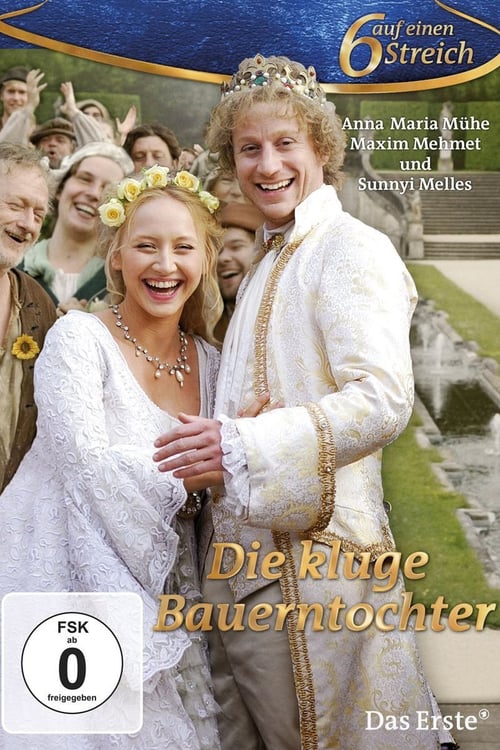 6 auf einen
Streich
Anna Maria Mühe
Maxim Mehmet
und
Sunnyi Melles
Die kluge
Bauerntochter
FSK
ab
0
freigegeben
Das Erste